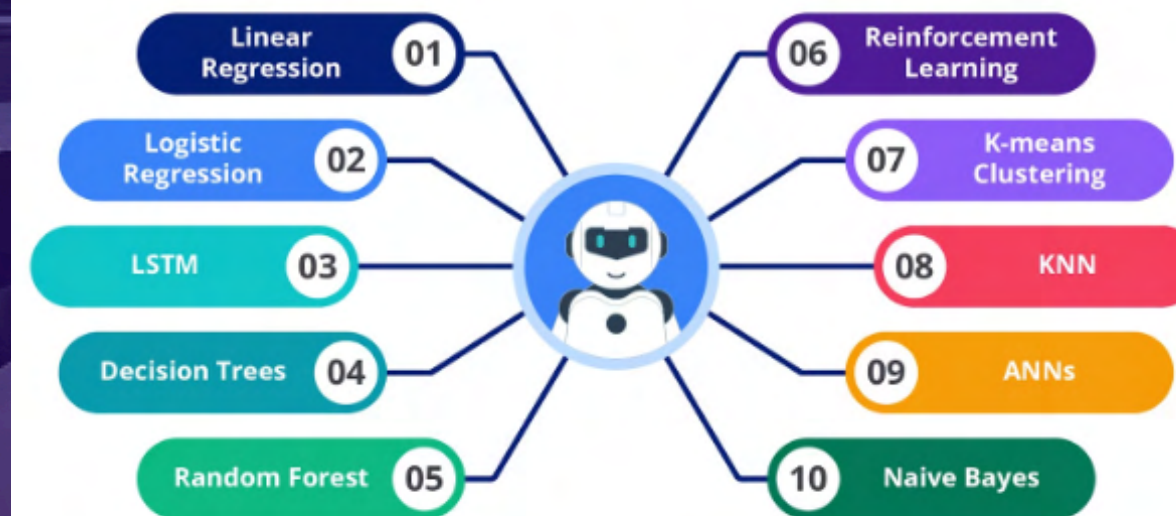 Linear
Regression
01
Logistic
Regression
02
LSTM
03
Decision Trees
04
Random Forest
05
06
Reinforcement
Learning
07
K-means
Clustering
08
KNN
09
ANNs
10
Naive Bayes